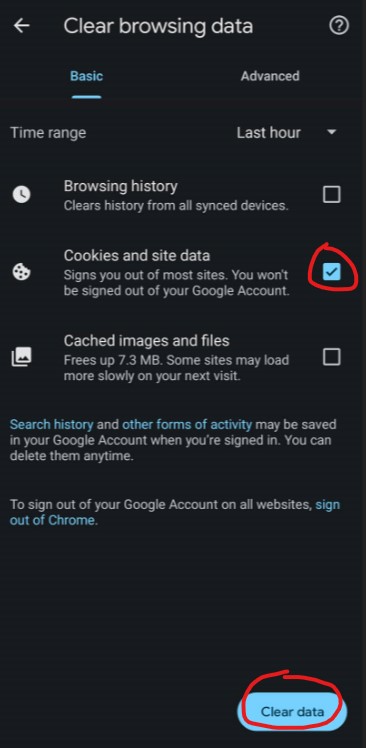 Clear browsing data
Basic
Advanced
Time range
Last hour
Browsing history
Clears history from all synced devices.
Cookies and site data
Signs you out of most sites. You won't
be signed out of your Google Account.
Cached images and files
Frees up 7.3 MB. Some sites may load
more slowly on your next visit.
Search history and other forms of activity may be saved
in your Google Account when you're signed in. You can
delete them anytime.
To sign out of your Google Account on all websites, sign
out of Chrome.
Clear data